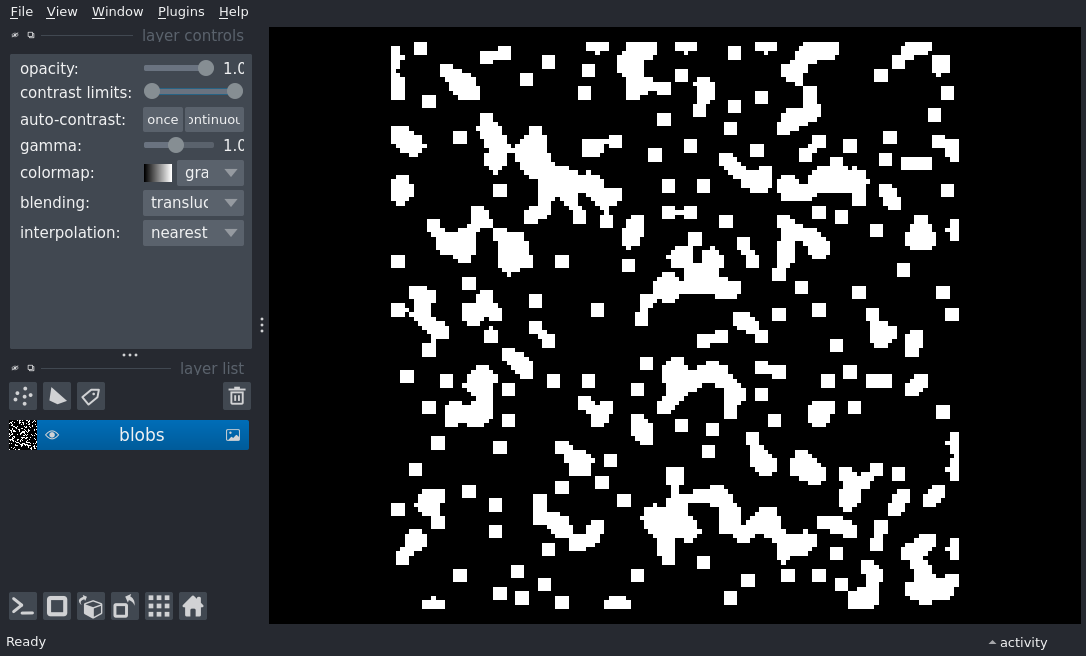 File View Window Plugins Help
layer controls
opacity: 1.0
contrast limits:
auto-contrast: once ontinuou
gamma: 1.0
colormap: gra
blending: transluc
interpolation: nearest
layer list
blobs
Ready
activity